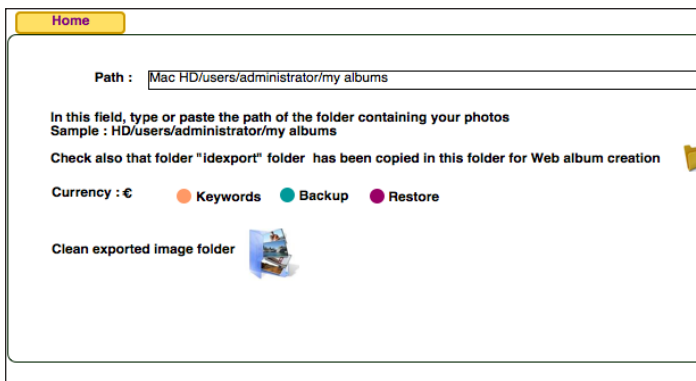 Home
Path : Mac HD/users/administrator/my albums
In this field, type or paste the path of the folder containing your photos
Sample : HD/users/administrator/my albums
Check also that folder "idexport" folder has been copied in this folder for Web album creation
Currency : € Keywords Backup Restore
Clean exported image folder